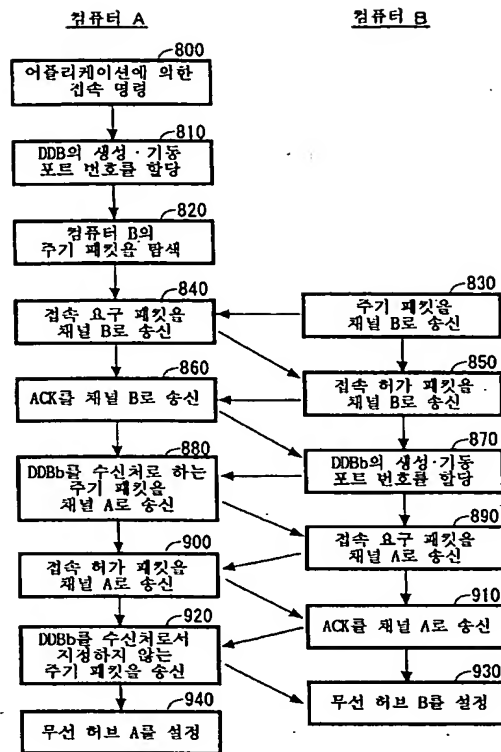 컴퓨터 A
컴퓨터 B
800
어플리케이션에 의한
접속 명령
810
DDB의 생성·기동
포트 번호를 할당
820
컴퓨터 B의
주기 패킷을 탐색
830
주기 패킷을
채널 B로 송신
840
접속 요구 패킷을
채널 B로 송신
850
접속 허가 패킷을
채널 B로 송신
860
ACK를 채널 B로 송신
870
DDBb의 생성·기동
포트 번호를 할당
880
DDBb를 수신처로 하는
주기 패킷을
채널 A로 송신
890
접속 요구 패킷을
채널 A로 송신
900
접속 허가 패킷을
채널 A로 송신
910
ACK를 채널 A로 송신
920
DDBb를 수신처로서
지정하지 않는
주기 패킷을 송신
930
무선 허브 B를 설정
940
무선 허브 A를 설정